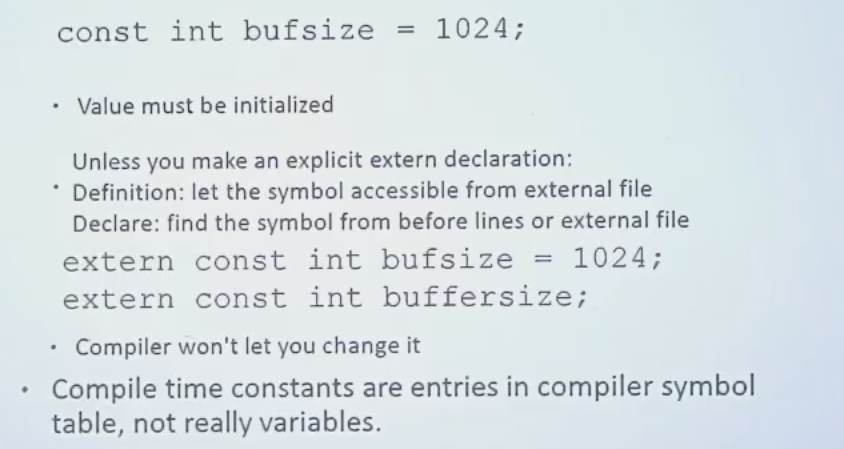 const int bufsize = 1024;
• Value must be initialized
Unless you make an explicit extern declaration:
• Definition: let the symbol accessible from external file
Declare: find the symbol from before lines or external file
extern const int bufsize = 1024;
extern const int buffersize;
• Compiler won't let you change it
• Compile time constants are entries in compiler symbol
table, not really variables.